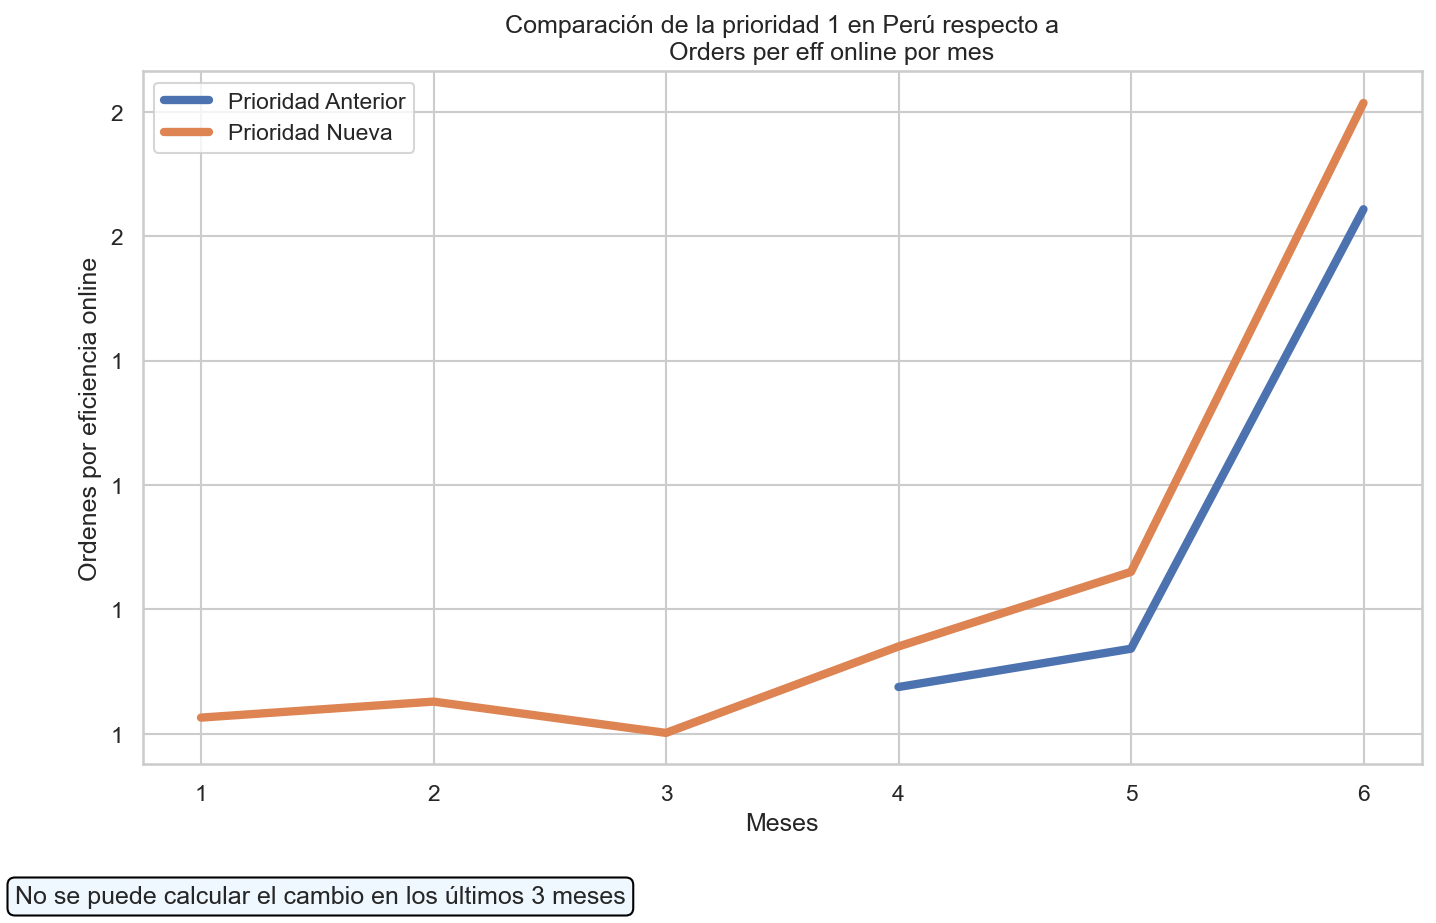 Comparación de la prioridad 1 en Perú respecto a
Orders per eff online por mes
Prioridad Anterior
Prioridad Nueva
Ordenes por eficiencia online
2
2
1
1
1
1
1 2 3 4 5 6
Meses
No se puede calcular el cambio en los últimos 3 meses